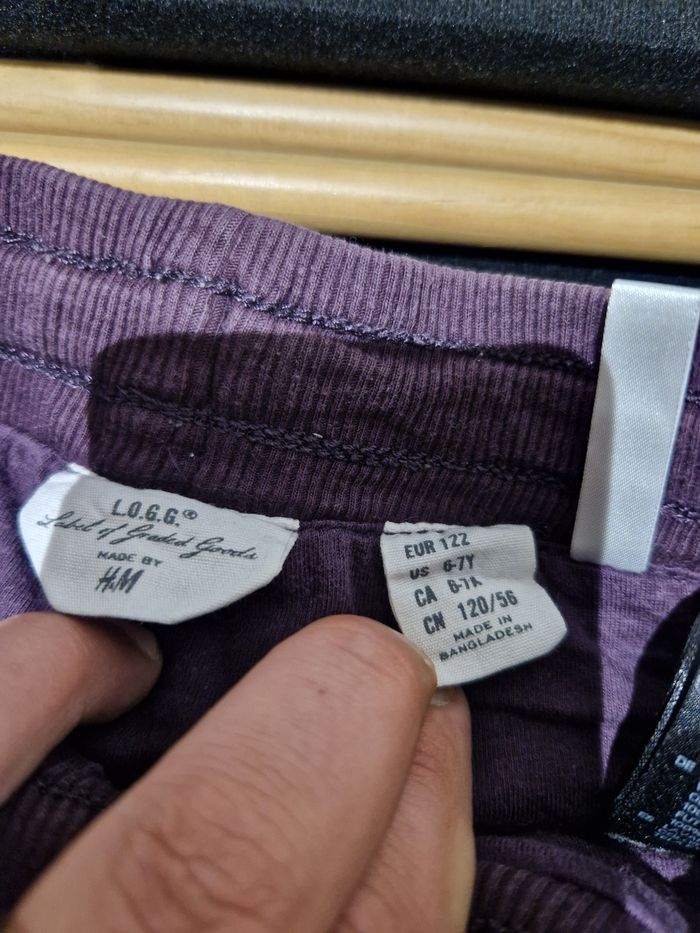 L.O.G.G.®
Label of Graded Goods
MADE BY
H&M
EUR 122
US 6-7Y
CA 6-7X
CN 120/56
MADE IN
BANGLADESH
DE